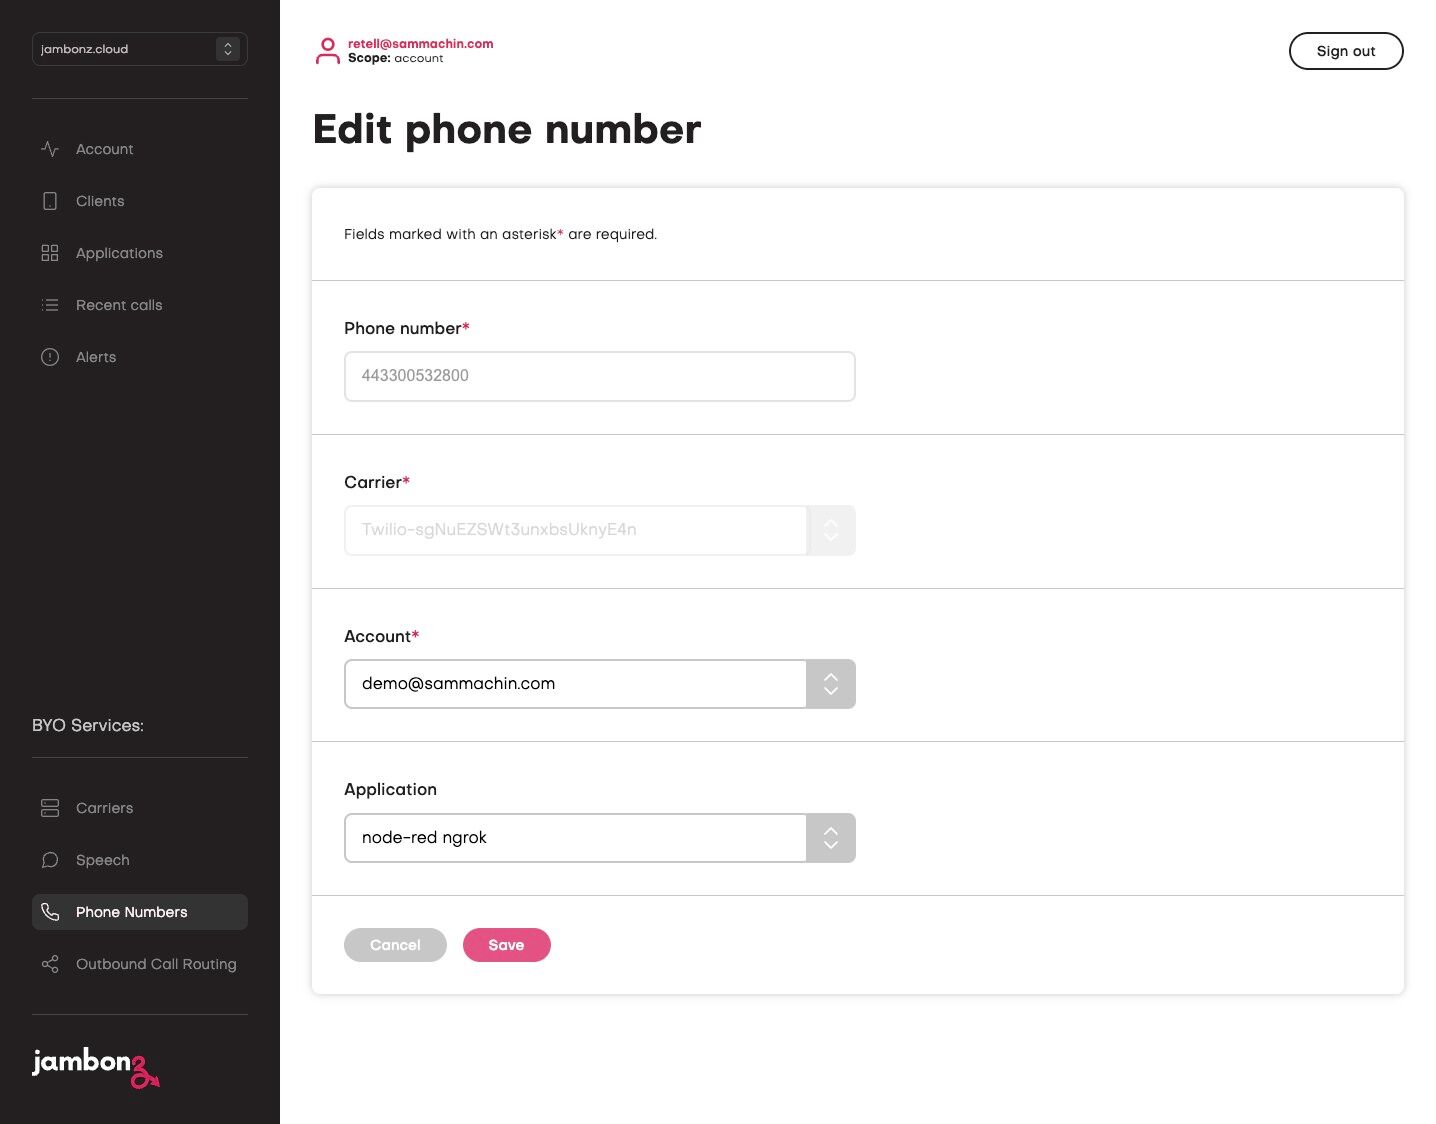 jambonz.cloud
Account
Clients
Applications
Recent calls
Alerts
BYO Services:
Carriers
Speech
Phone Numbers
Outbound Call Routing
jambonz
retell@sammachin.com
Scope: account
Sign out
Edit phone number
Fields marked with an asterisk* are required.
Phone number*
443300532800
Carrier*
Twilio-sgNuEZSWt3unxbsUknyE4n
Account*
demo@sammachin.com
Application
node-red ngrok
Cancel
Save